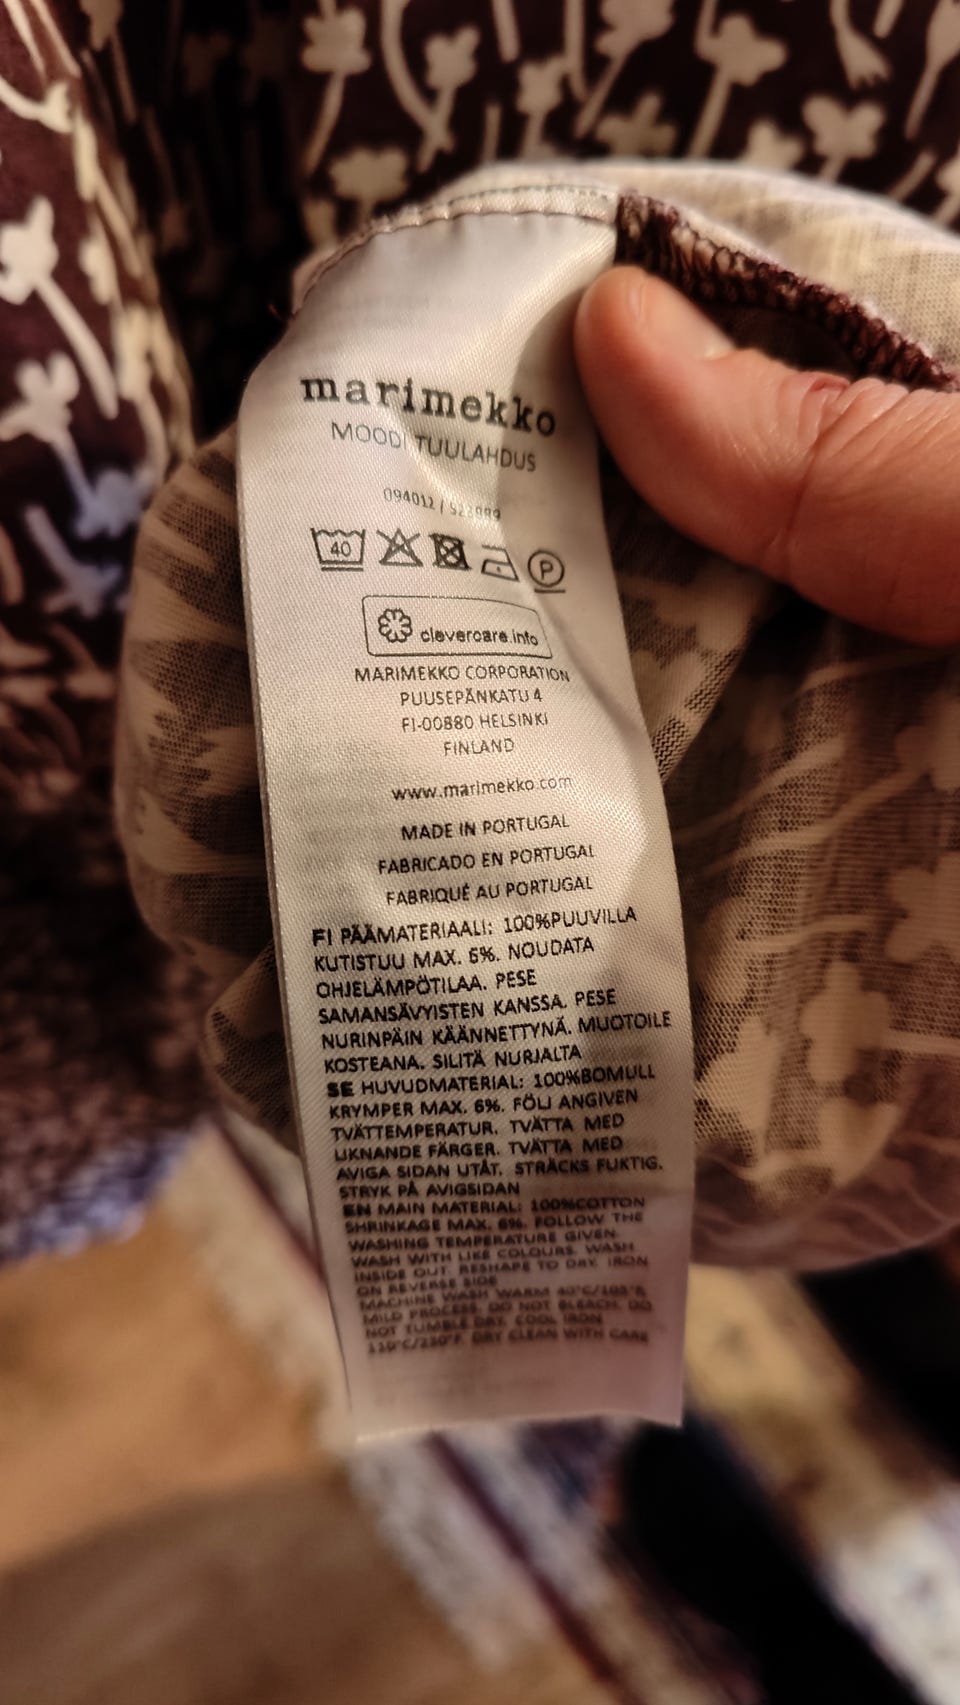 marimekko
MOODI TUULAHDUS
094012 /
40
P
clevercare.info
MARIMEKKO CORPORATION
PUUSEPÄNKATU 4
FI-00880 HELSINKI
FINLAND
www.marimekko.com
MADE IN PORTUGAL
FABRICADO EN PORTUGAL
FABRIQUÉ AU PORTUGAL
FI PÄÄMATERIAALI: 100%PUUVILLA
KUTISTUU MAX. 6%. NOUDATA
OHJELÄMPÖTILAA. PESE
SAMANSÄVYISTEN KANSSA. PESE
NURINPÄIN KÄÄNNETTYNÄ. MUOTOILE
KOSTEANA. SILITÄ NURJALTA
SE HUVUDMATERIAL: 100%BOMULL
KRYMPER MAX. 6%. FÖLJ ANGIVEN
TVÄTTEMPERATUR. TVÄTTA MED
LIKNANDE FÄRGER. TVÄTTA MED
AVIGA SIDAN UTÅT. STRÄCKS FUKTIG.
STRYK PÅ AVIGSIDAN
EN MAIN MATERIAL: 100%COTTON
SHRINKAGE MAX. 6%. FOLLOW THE
WASHING TEMPERATURE GIVEN.
WASH WITH LIKE COLOURS. WASH
INSIDE OUT. RESHAPE TO DRY. IRON
ON REVERSE SIDE
MACHINE WASH WARM 40°C/105°F.
MILD PROCESS. DO NOT BLEACH. DO
NOT TUMBLE DRY. COOL IRON
110°C/230°F. DRY CLEAN WITH CARE